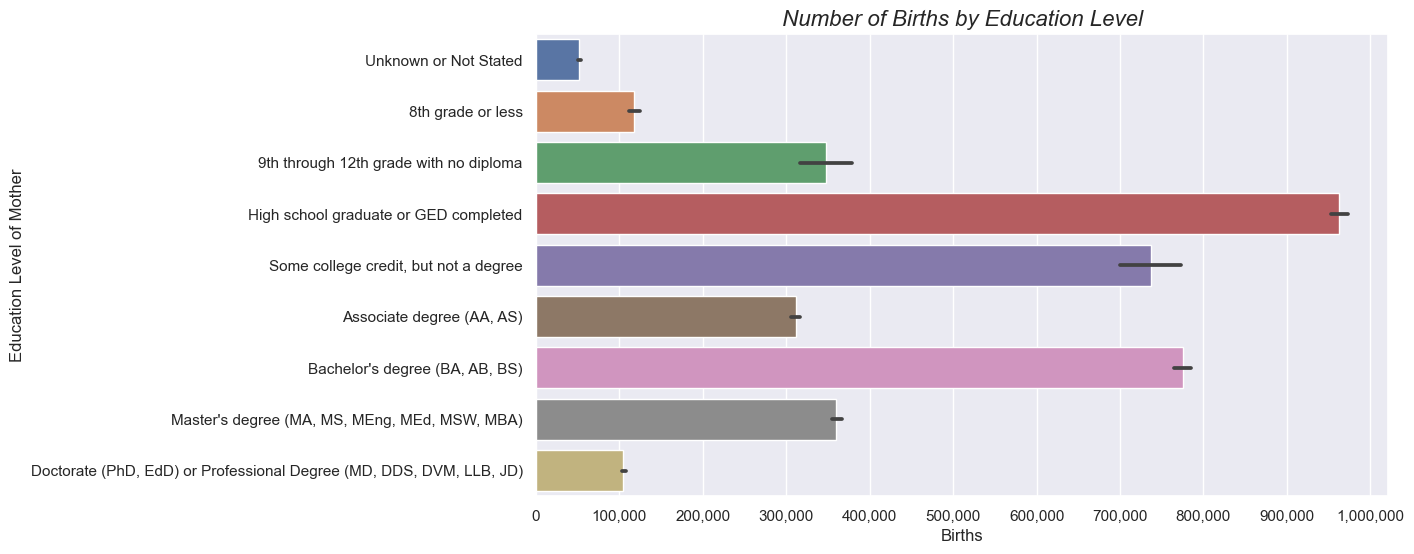 Number of Births by Education Level
Education Level of Mother
Unknown or Not Stated
8th grade or less
9th through 12th grade with no diploma
High school graduate or GED completed
Some college credit, but not a degree
Associate degree (AA, AS)
Bachelor's degree (BA, AB, BS)
Master's degree (MA, MS, MEng, MEd, MSW, MBA)
Doctorate (PhD, EdD) or Professional Degree (MD, DDS, DVM, LLB, JD)
0 100,000 200,000 300,000 400,000 500,000 600,000 700,000 800,000 900,000 1,000,000
Births